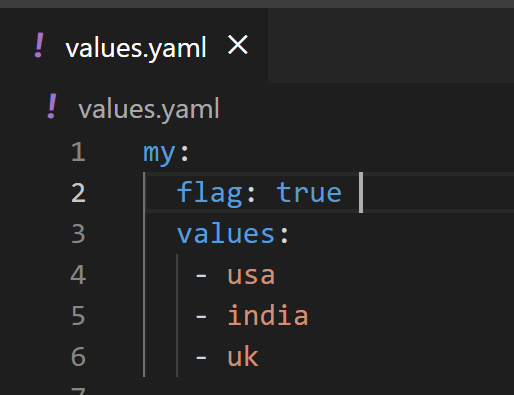 ! values.yaml ×
! values.yaml
1 my:
2   flag: true
3   values:
4    - usa
5    - india
6    - uk
7